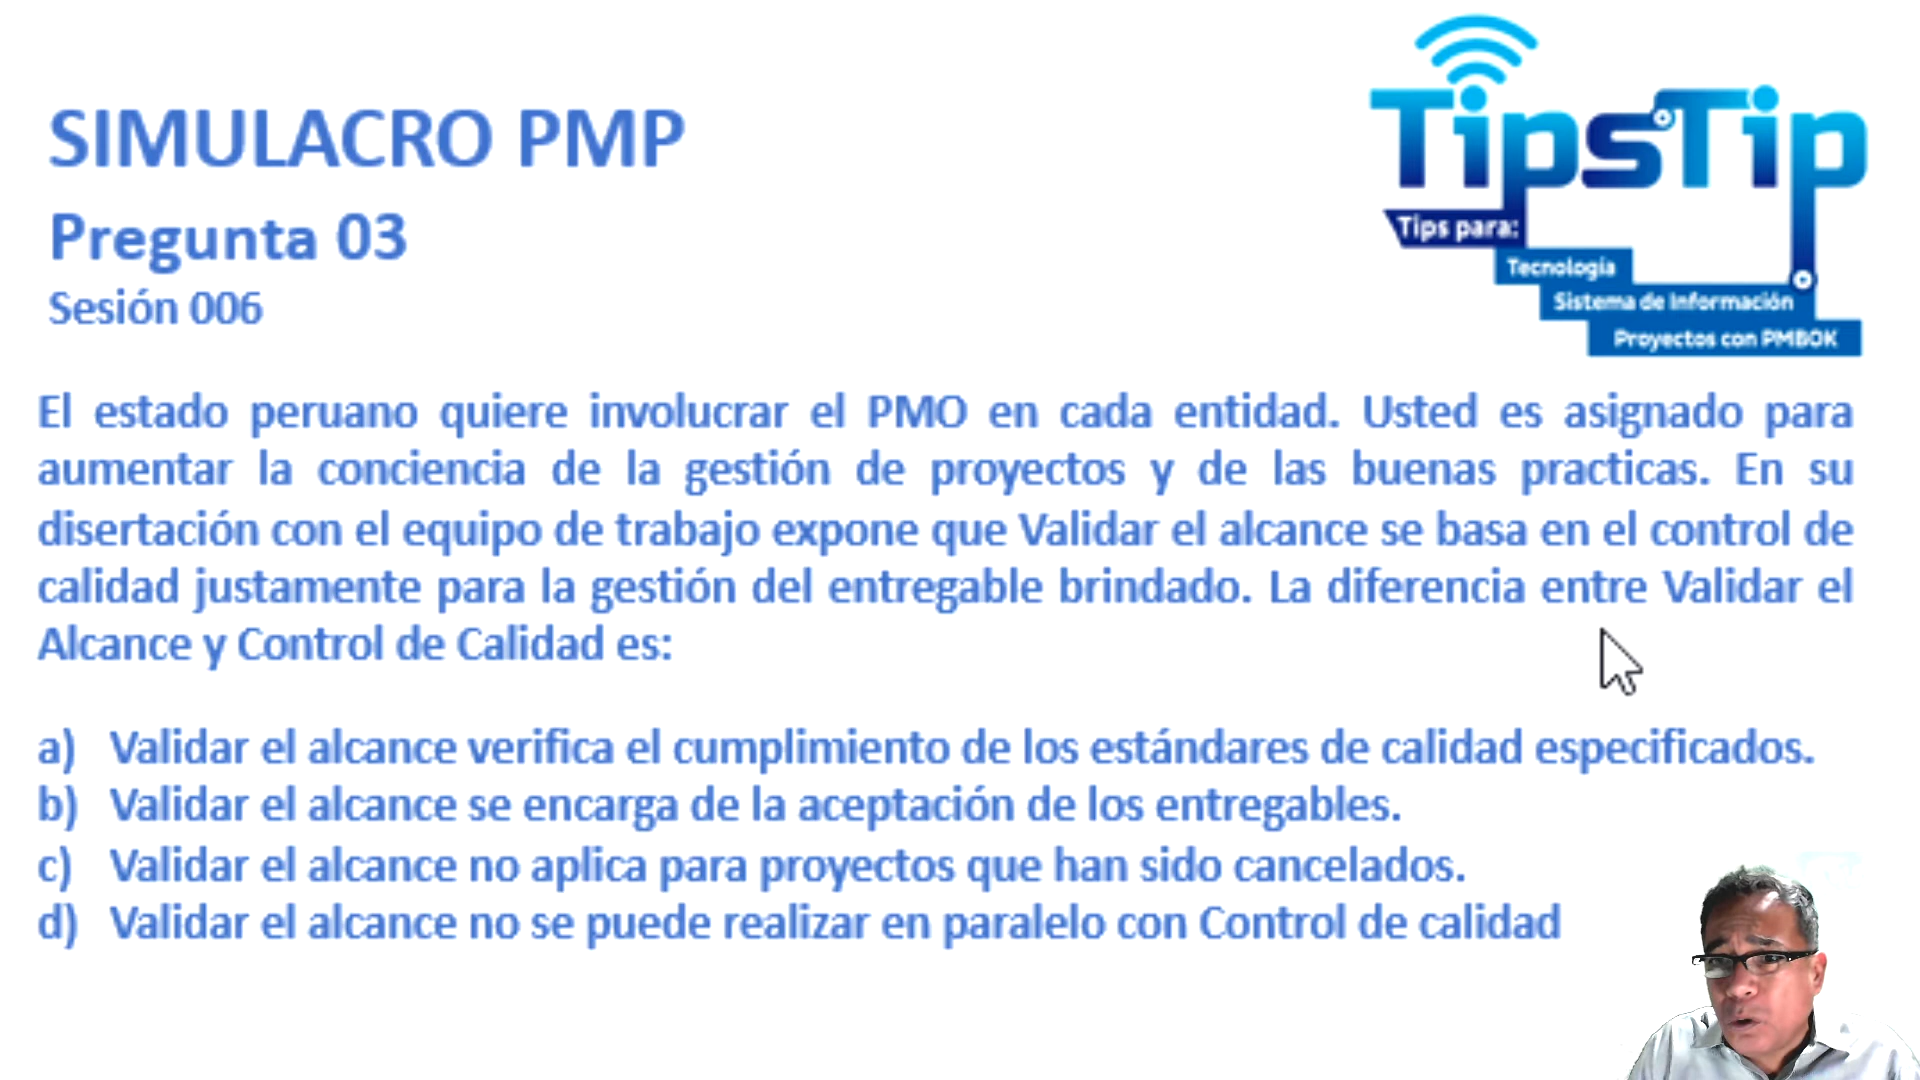 SIMULACRO PMP
Pregunta 03
Sesión 006
TipsTip
Tips para:
Tecnología
Sistema de Información
Proyectos con PMBOK
El estado peruano quiere involucrar el PMO en cada entidad. Usted es asignado para
aumentar la conciencia de la gestión de proyectos y de las buenas practicas. En su
disertación con el equipo de trabajo expone que Validar el alcance se basa en el control de
calidad justamente para la gestión del entregable brindado. La diferencia entre Validar el
Alcance y Control de Calidad es:
a) Validar el alcance verifica el cumplimiento de los estándares de calidad especificados.
b) Validar el alcance se encarga de la aceptación de los entregables.
c) Validar el alcance no aplica para proyectos que han sido cancelados.
d) Validar el alcance no se puede realizar en paralelo con Control de calidad